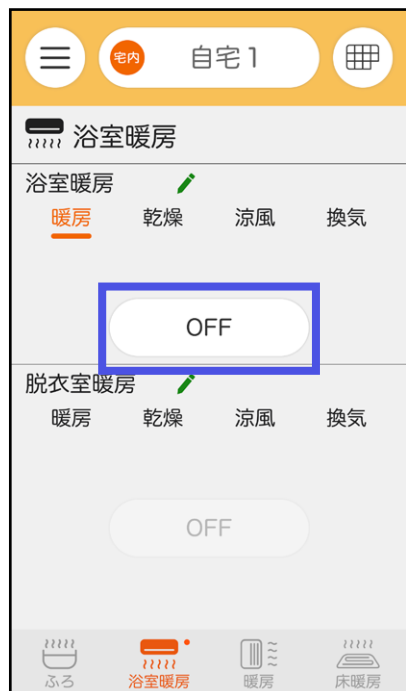 宅内 自宅1
浴室暖房
浴室暖房
暖房 乾燥 涼風 換気
OFF
脱衣室暖房
暖房 乾燥 涼風 換気
OFF
ふろ 浴室暖房 暖房 床暖房